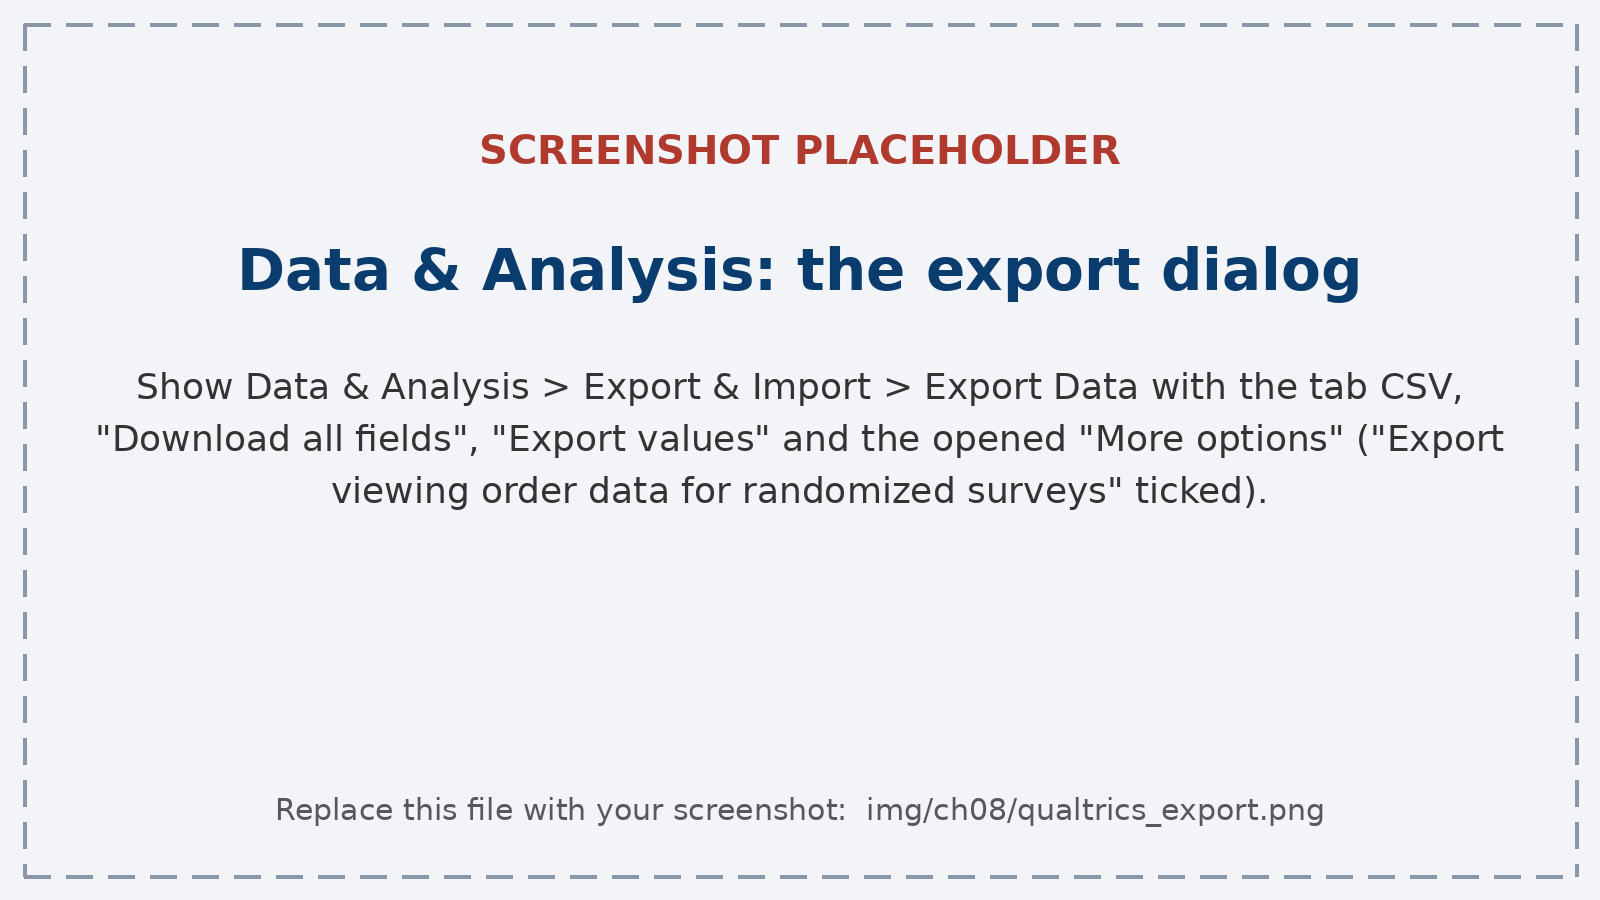 SCREENSHOT PLACEHOLDER
Data & Analysis: the export dialog
Show Data & Analysis > Export & Import > Export Data with the tab CSV,
"Download all fields", "Export values" and the opened "More options" ("Export
viewing order data for randomized surveys" ticked).
Replace this file with your screenshot:  img/ch08/qualtrics_export.png